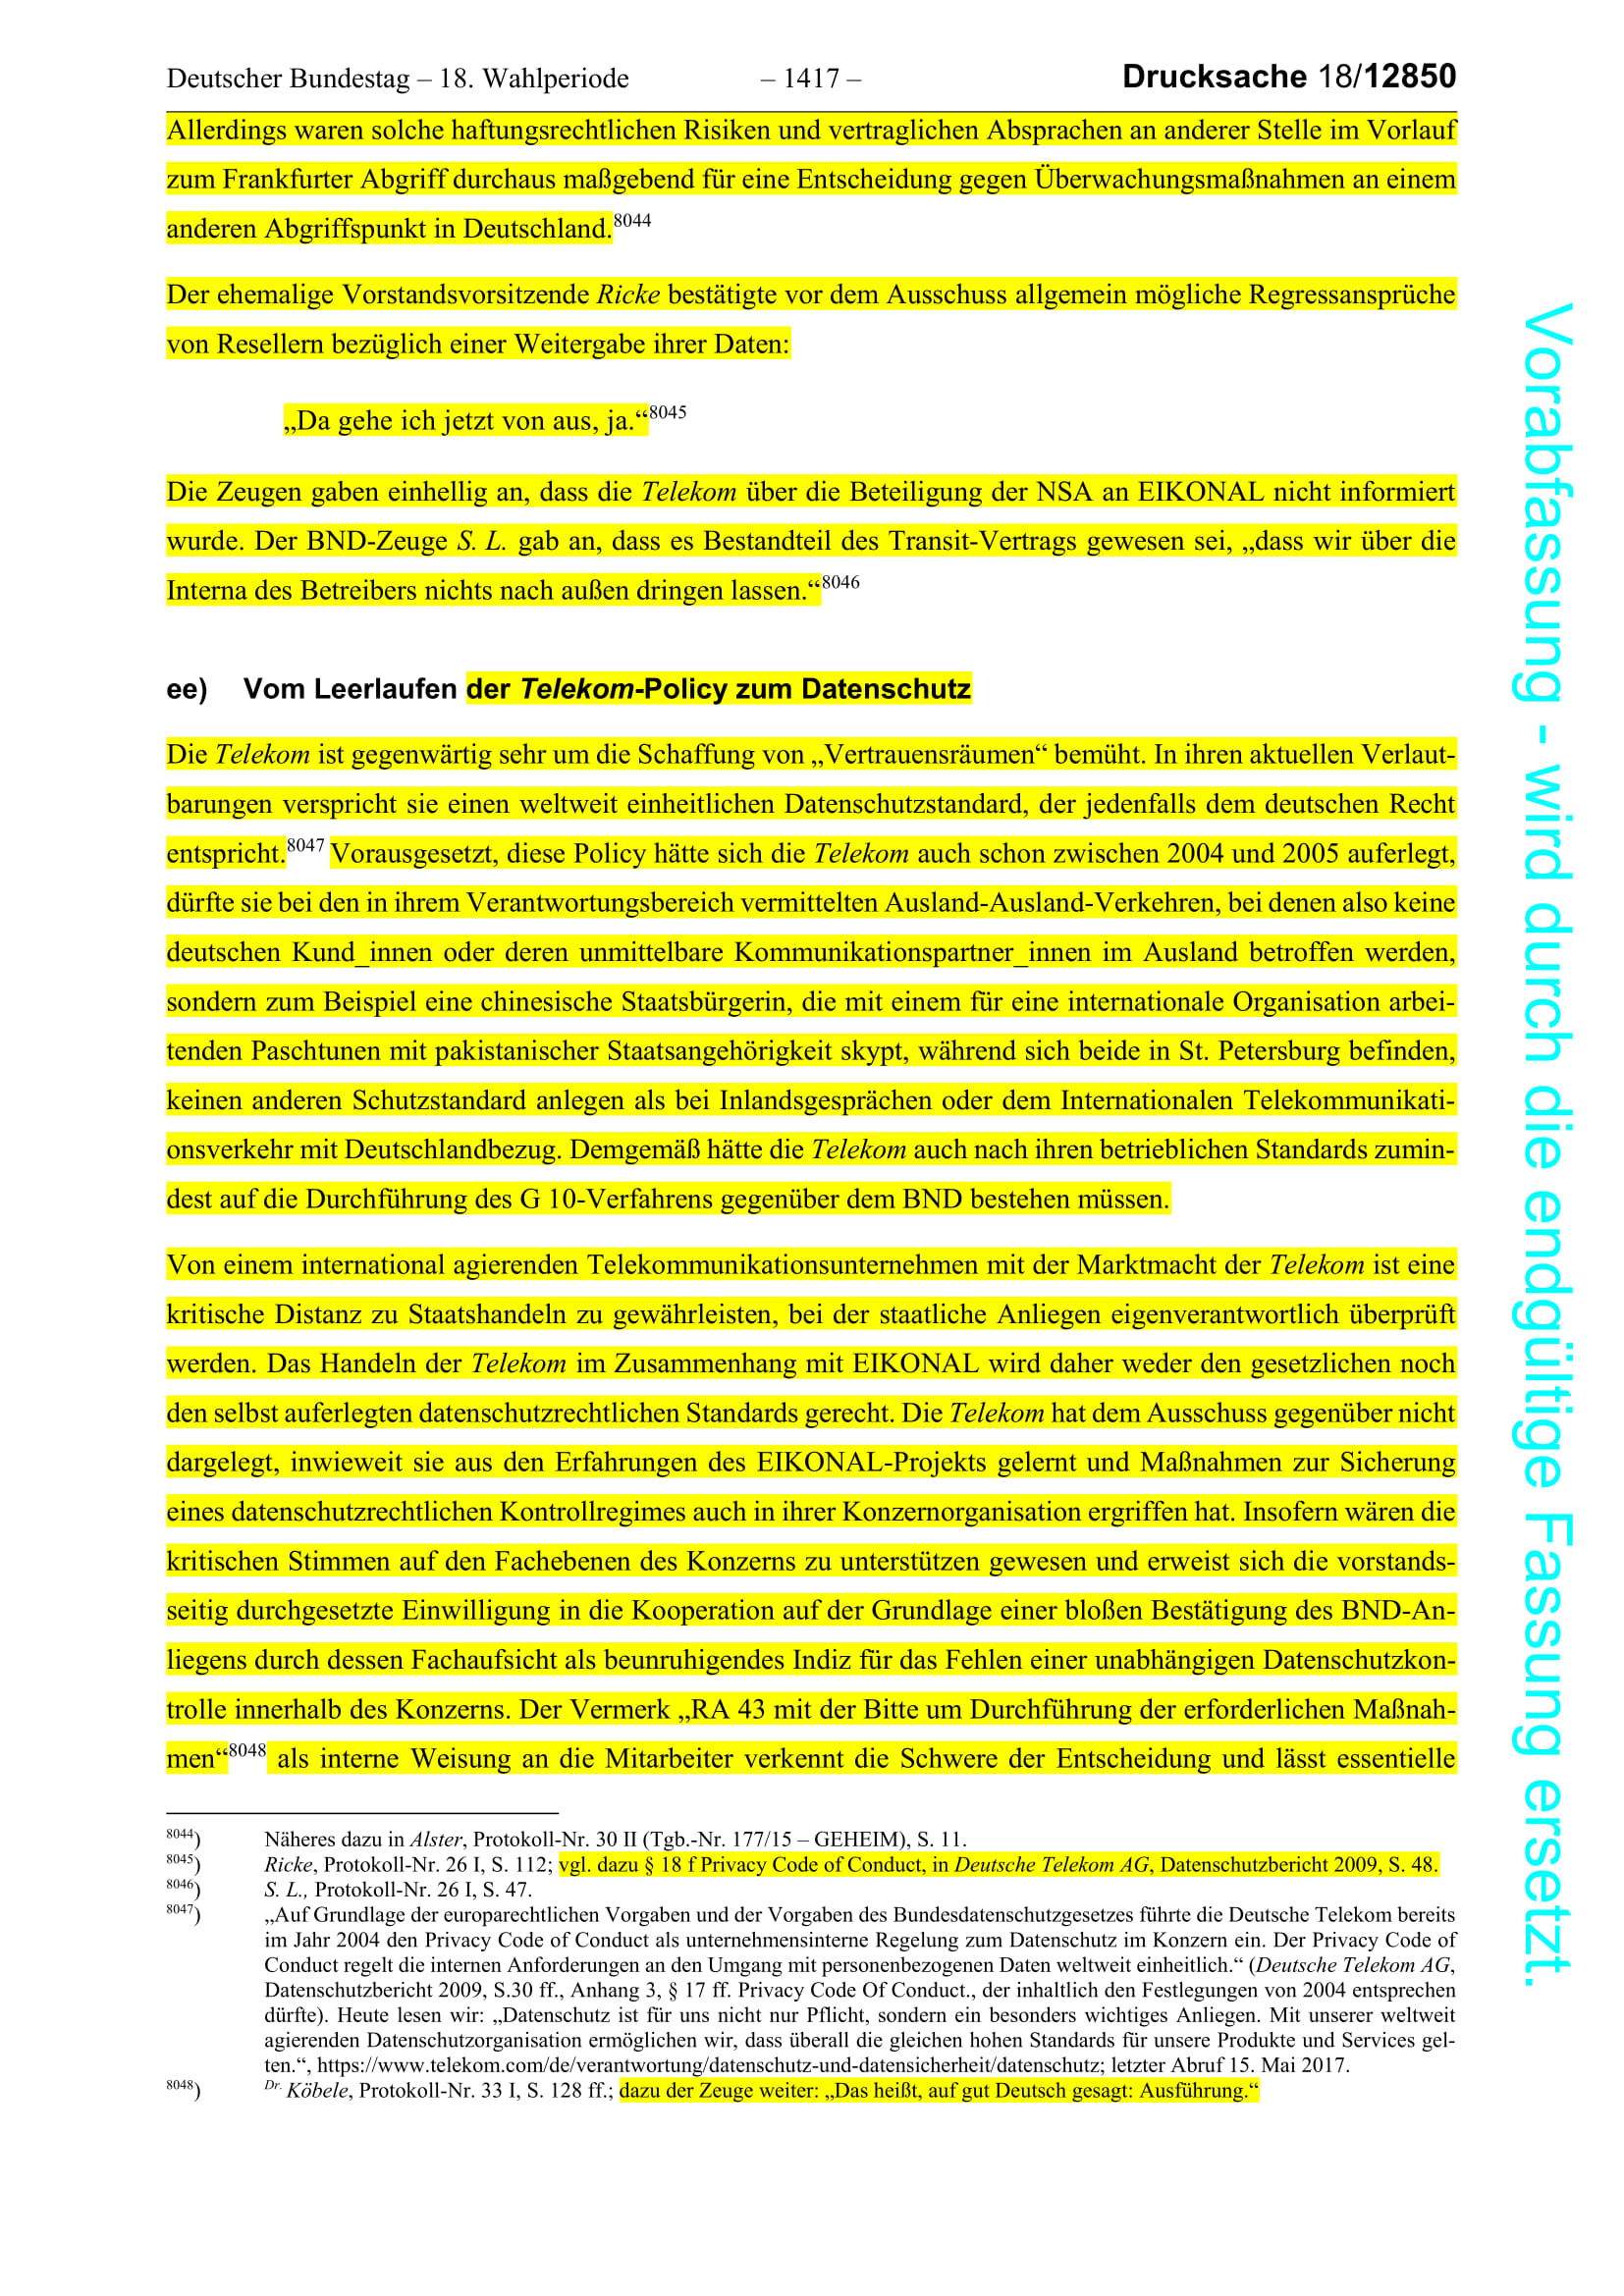 Deutscher Bundestag – 18. Wahlperiode – 1417 – Drucksache 18/12850
Allerdings waren solche haftungsrechtlichen Risiken und vertraglichen Absprachen an anderer Stelle im Vorlauf
zum Frankfurter Abgriff durchaus maßgebend für eine Entscheidung gegen Überwachungsmaßnahmen an einem
anderen Abgriffspunkt in Deutschland.8044
Der ehemalige Vorstandsvorsitzende Ricke bestätigte vor dem Ausschuss allgemein mögliche Regressansprüche
von Resellern bezüglich einer Weitergabe ihrer Daten:
„Da gehe ich jetzt von aus, ja.“8045
Die Zeugen gaben einhellig an, dass die Telekom über die Beteiligung der NSA an EIKONAL nicht informiert
wurde. Der BND-Zeuge S. L. gab an, dass es Bestandteil des Transit-Vertrags gewesen sei, „dass wir über die
Interna des Betreibers nichts nach außen dringen lassen.“8046
ee) Vom Leerlaufen der Telekom-Policy zum Datenschutz
Die Telekom ist gegenwärtig sehr um die Schaffung von „Vertrauensräumen“ bemüht. In ihren aktuellen Verlaut-
barungen verspricht sie einen weltweit einheitlichen Datenschutzstandard, der jedenfalls dem deutschen Recht
entspricht.8047 Vorausgesetzt, diese Policy hätte sich die Telekom auch schon zwischen 2004 und 2005 auferlegt,
dürfte sie bei den in ihrem Verantwortungsbereich vermittelten Ausland-Ausland-Verkehren, bei denen also keine
deutschen Kund_innen oder deren unmittelbare Kommunikationspartner_innen im Ausland betroffen werden,
sondern zum Beispiel eine chinesische Staatsbürgerin, die mit einem für eine internationale Organisation arbei-
tenden Paschtunen mit pakistanischer Staatsangehörigkeit skypt, während sich beide in St. Petersburg befinden,
keinen anderen Schutzstandard anlegen als bei Inlandsgesprächen oder dem Internationalen Telekommunikati-
onsverkehr mit Deutschlandbezug. Demgemäß hätte die Telekom auch nach ihren betrieblichen Standards zumin-
dest auf die Durchführung des G 10-Verfahrens gegenüber dem BND bestehen müssen.
Von einem international agierenden Telekommunikationsunternehmen mit der Marktmacht der Telekom ist eine
kritische Distanz zu Staatshandeln zu gewährleisten, bei der staatliche Anliegen eigenverantwortlich überprüft
werden. Das Handeln der Telekom im Zusammenhang mit EIKONAL wird daher weder den gesetzlichen noch
den selbst auferlegten datenschutzrechtlichen Standards gerecht. Die Telekom hat dem Ausschuss gegenüber nicht
dargelegt, inwieweit sie aus den Erfahrungen des EIKONAL-Projekts gelernt und Maßnahmen zur Sicherung
eines datenschutzrechtlichen Kontrollregimes auch in ihrer Konzernorganisation ergriffen hat. Insofern wären die
kritischen Stimmen auf den Fachebenen des Konzerns zu unterstützen gewesen und erweist sich die vorstands-
seitig durchgesetzte Einwilligung in die Kooperation auf der Grundlage einer bloßen Bestätigung des BND-An-
liegens durch dessen Fachaufsicht als beunruhigendes Indiz für das Fehlen einer unabhängigen Datenschutzkon-
trolle innerhalb des Konzerns. Der Vermerk „RA 43 mit der Bitte um Durchführung der erforderlichen Maßnah-
men“8048 als interne Weisung an die Mitarbeiter verkennt die Schwere der Entscheidung und lässt essentielle
8044) Näheres dazu in Alster, Protokoll-Nr. 30 II (Tgb.-Nr. 177/15 – GEHEIM), S. 11.
8045) Ricke, Protokoll-Nr. 26 I, S. 112; vgl. dazu § 18 f Privacy Code of Conduct, in Deutsche Telekom AG, Datenschutzbericht 2009, S. 48.
8046) S. L., Protokoll-Nr. 26 I, S. 47.
8047) „Auf Grundlage der europarechtlichen Vorgaben und der Vorgaben des Bundesdatenschutzgesetzes führte die Deutsche Telekom bereits
im Jahr 2004 den Privacy Code of Conduct als unternehmensinterne Regelung zum Datenschutz im Konzern ein. Der Privacy Code of
Conduct regelt die internen Anforderungen an den Umgang mit personenbezogenen Daten weltweit einheitlich.“ (Deutsche Telekom AG,
Datenschutzbericht 2009, S.30 ff., Anhang 3, § 17 ff. Privacy Code Of Conduct., der inhaltlich den Festlegungen von 2004 entsprechen
dürfte). Heute lesen wir: „Datenschutz ist für uns nicht nur Pflicht, sondern ein besonders wichtiges Anliegen. Mit unserer weltweit
agierenden Datenschutzorganisation ermöglichen wir, dass überall die gleichen hohen Standards für unsere Produkte und Services gel-
ten.“, https://www.telekom.com/de/verantwortung/datenschutz-und-datensicherheit/datenschutz; letzter Abruf 15. Mai 2017.
8048) Dr. Köbele, Protokoll-Nr. 33 I, S. 128 ff.; dazu der Zeuge weiter: „Das heißt, auf gut Deutsch gesagt: Ausführung.“
Vorabfassung - wird durch die endgültige Fassung ersetzt.